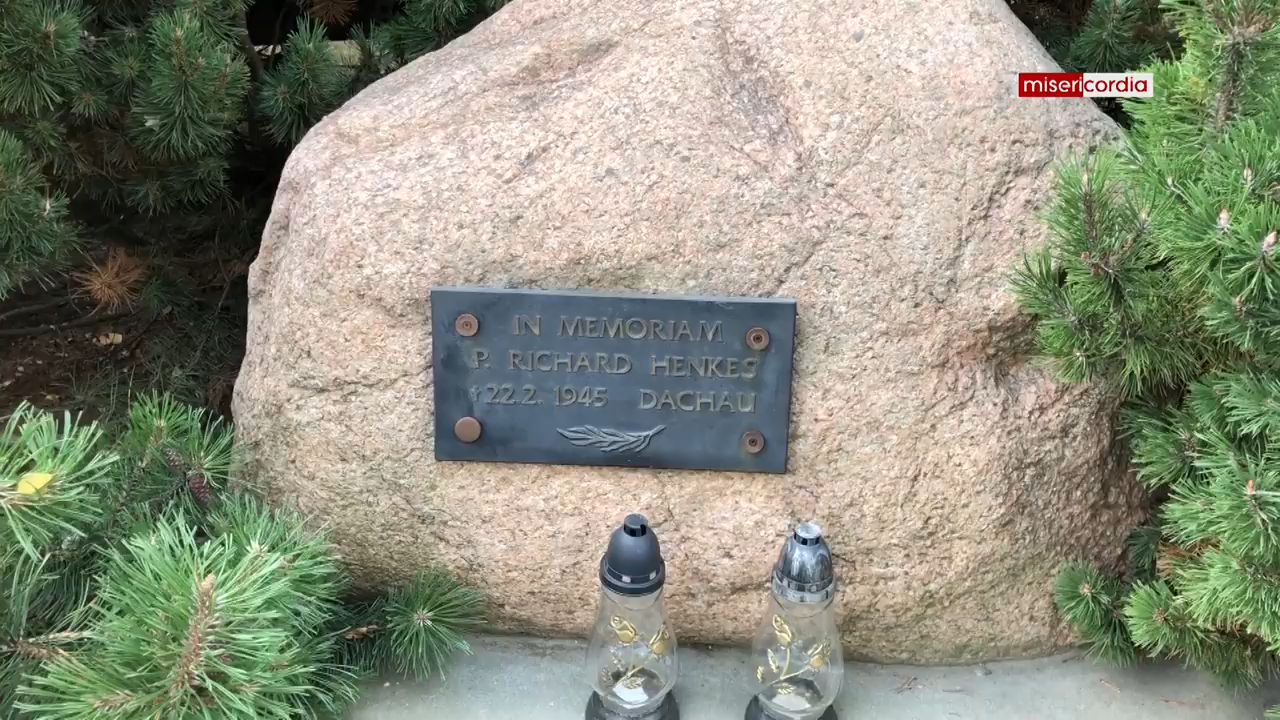 misericordia
IN MEMORIAM
P. RICHARD HENKES
† 22.2. 1945 DACHAU